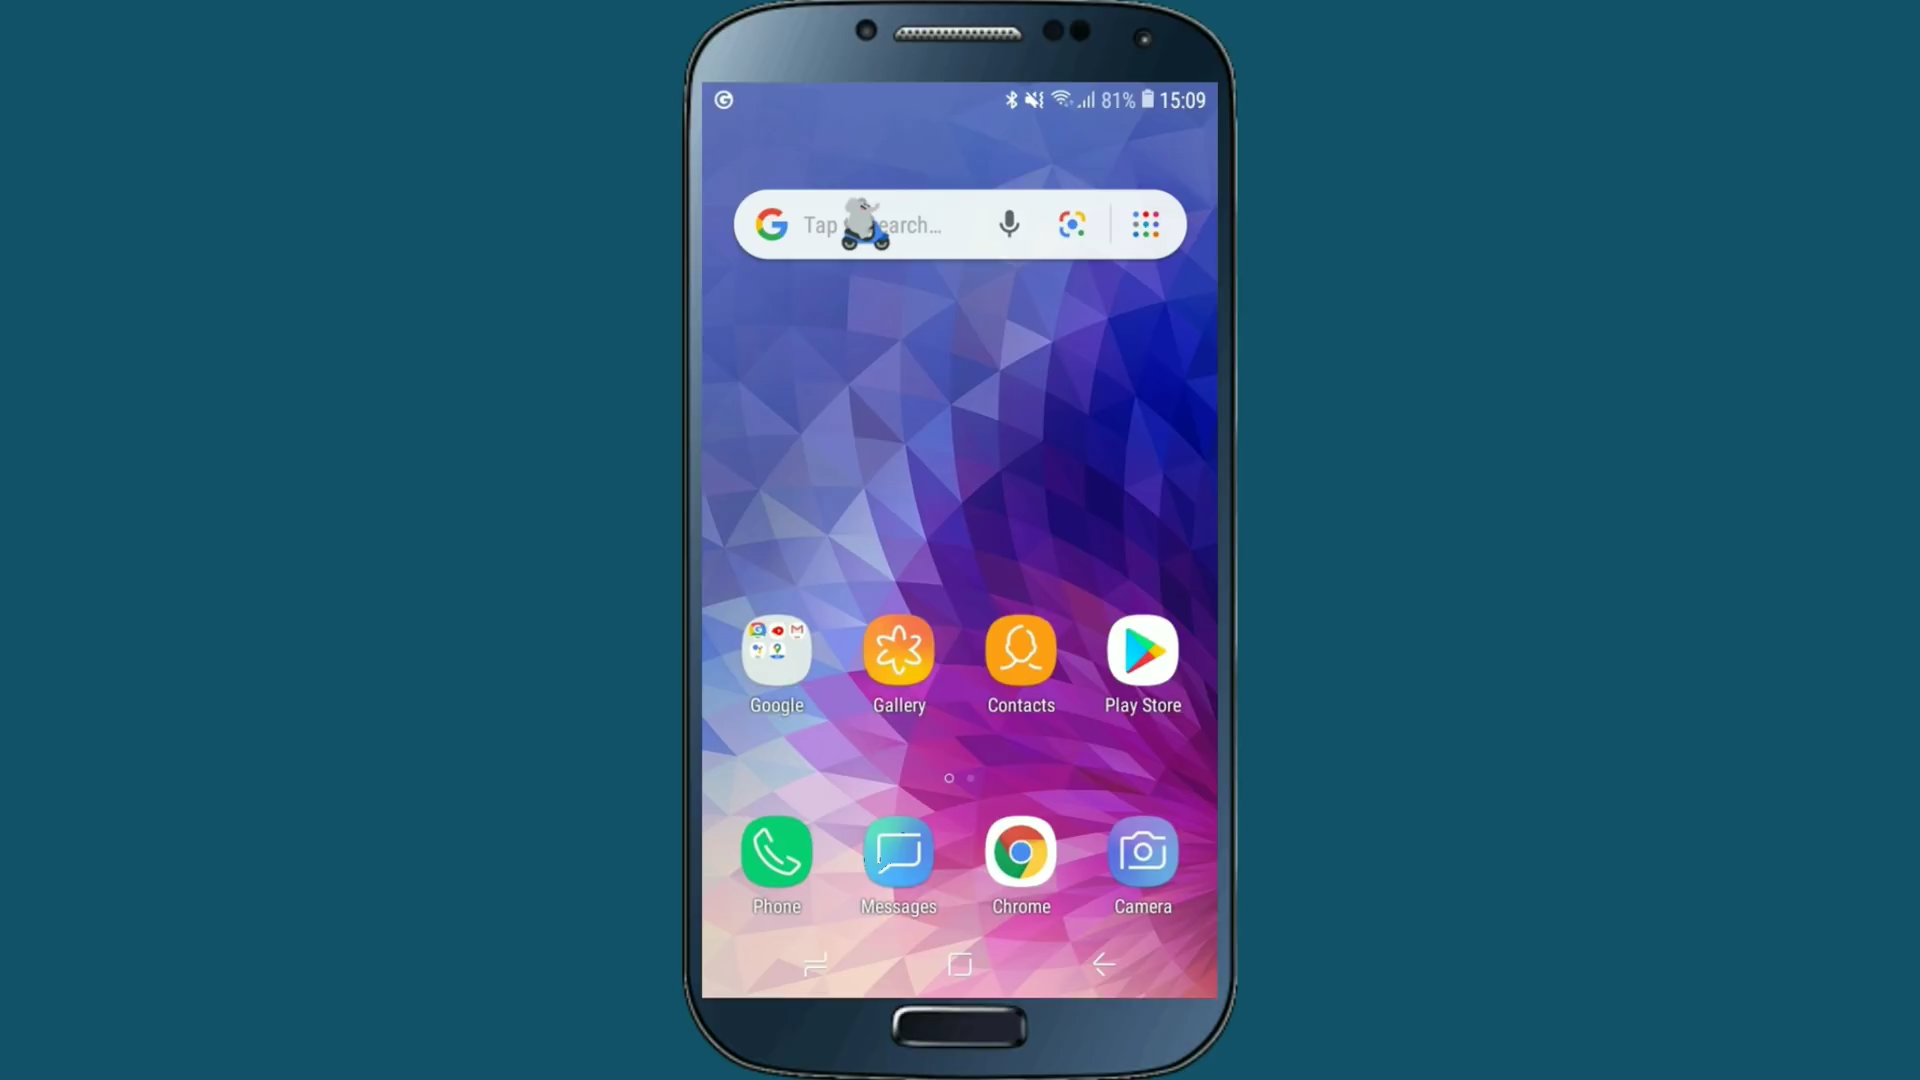 81% 15:09
Tap earch...
Google Gallery Contacts Play Store
Phone Messages Chrome Camera